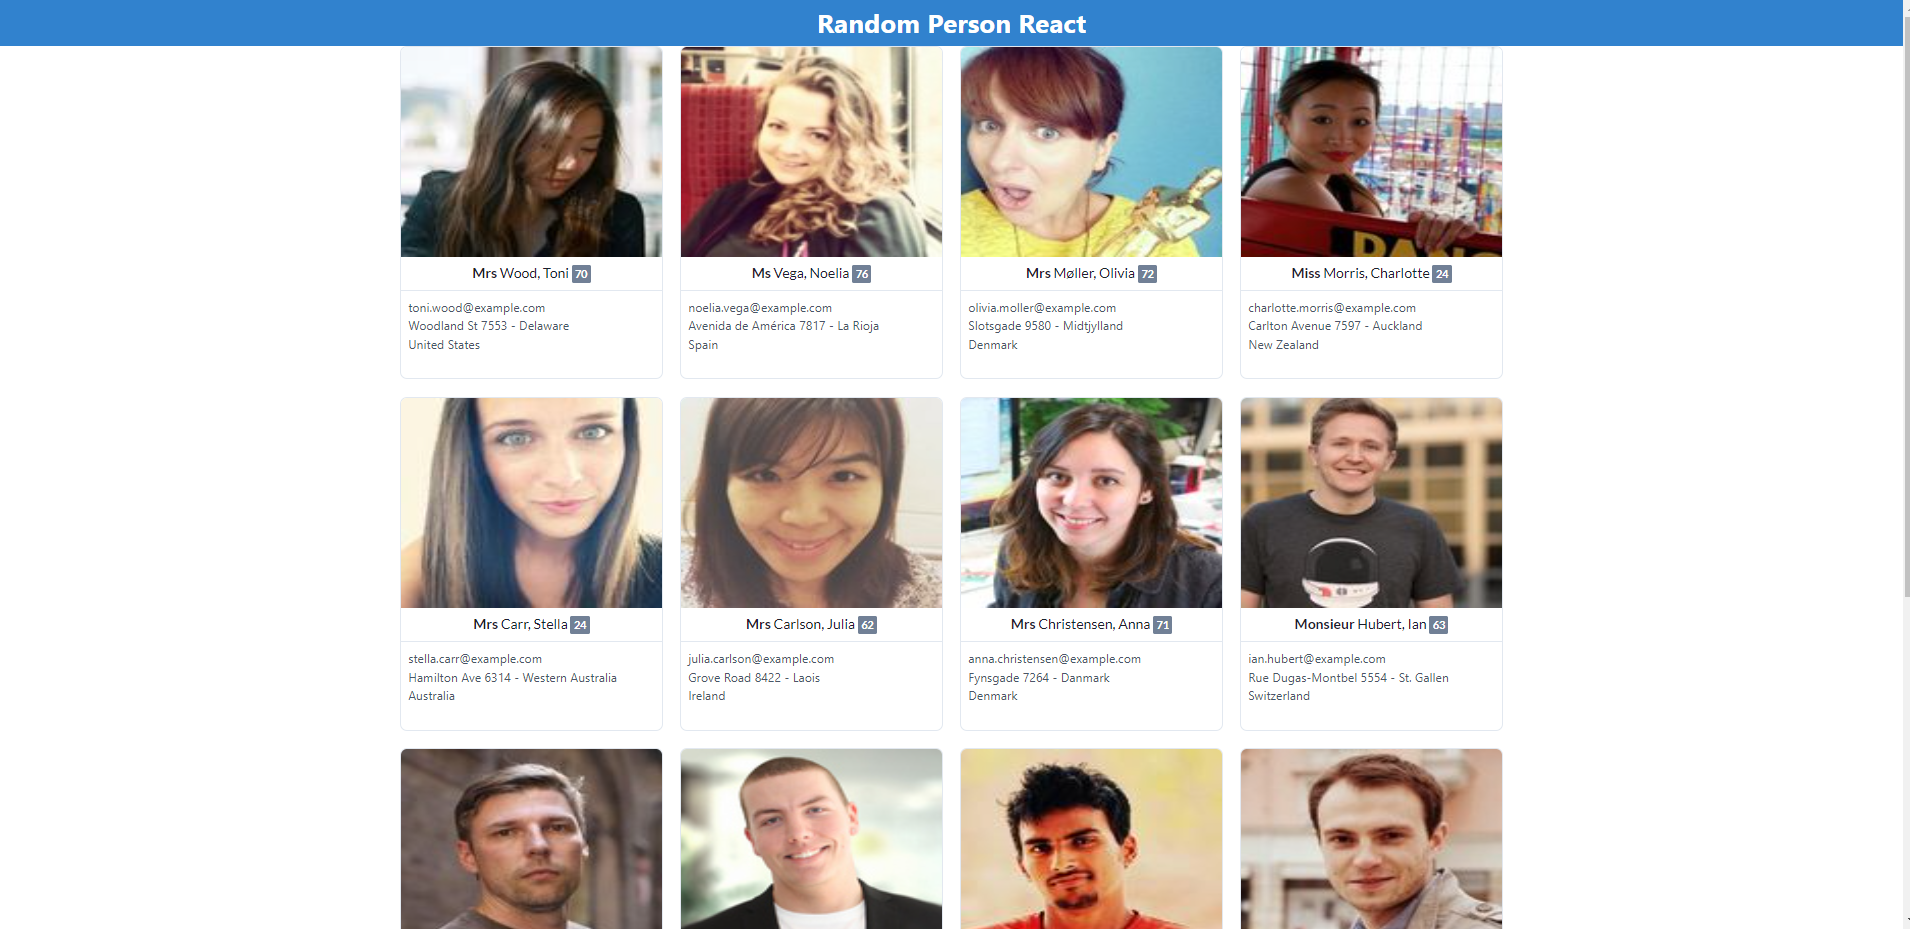 Random Person React
DANC
Mrs Wood, Toni 70
toni.wood@example.com
Woodland St 7553 - Delaware
United States
Ms Vega, Noelia 76
noelia.vega@example.com
Avenida de América 7817 - La Rioja
Spain
Mrs Møller, Olivia 72
olivia.moller@example.com
Slotsgade 9580 - Midtjylland
Denmark
Miss Morris, Charlotte 24
charlotte.morris@example.com
Carlton Avenue 7597 - Auckland
New Zealand
Mrs Carr, Stella 24
stella.carr@example.com
Hamilton Ave 6314 - Western Australia
Australia
Mrs Carlson, Julia 62
julia.carlson@example.com
Grove Road 8422 - Laois
Ireland
Mrs Christensen, Anna 71
anna.christensen@example.com
Fynsgade 7264 - Danmark
Denmark
Monsieur Hubert, Ian 63
ian.hubert@example.com
Rue Dugas-Montbel 5554 - St. Gallen
Switzerland